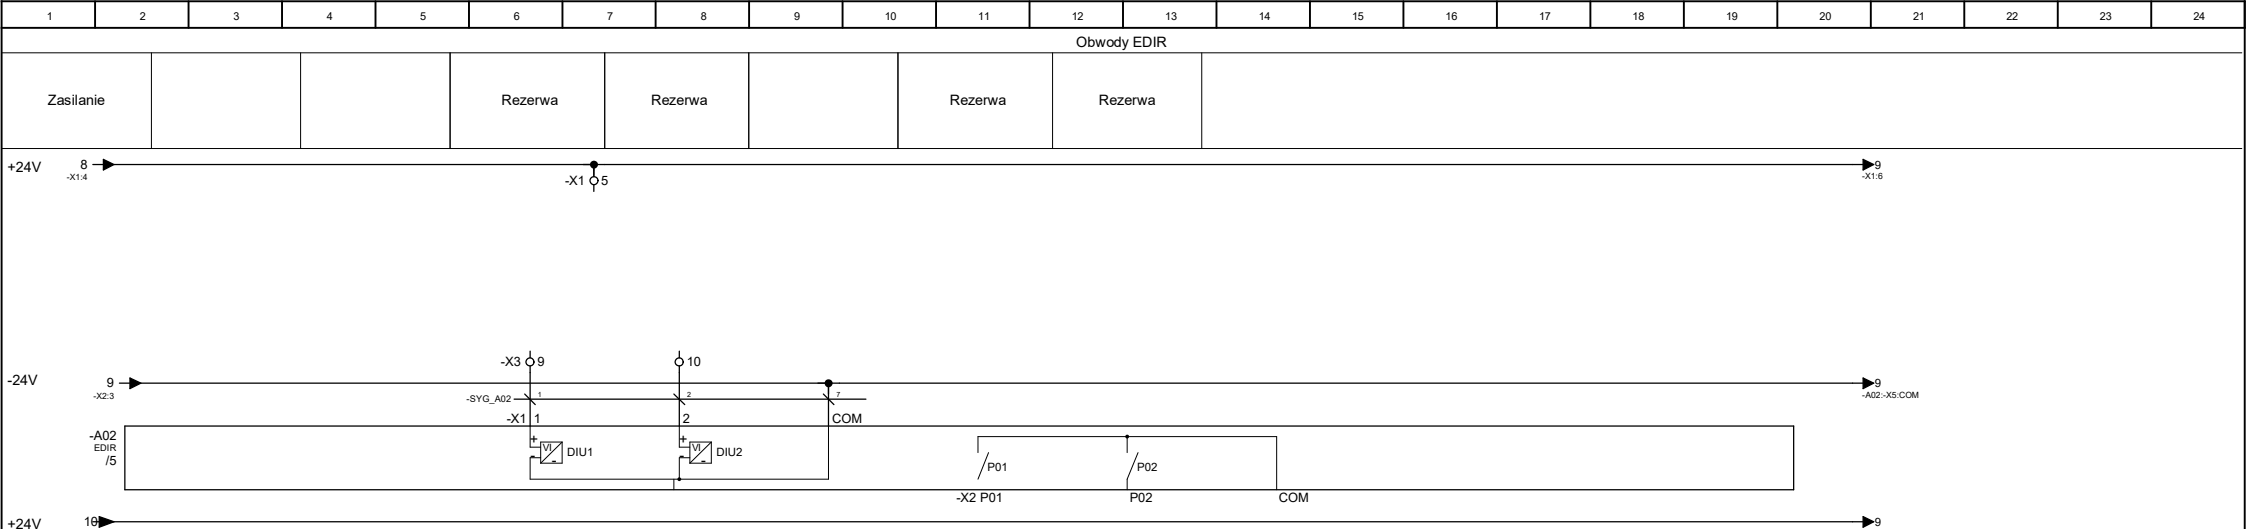 1 2 3 4 5 6 7 8 9 10 11 12 13 14 15 16 17 18 19 20 21 22 23 24
Obwody EDIR
Zasilanie Rezerwa Rezerwa Rezerwa Rezerwa
+24V 8 9
-X1:4 -X1:6
-X1 5
-X3 9 10
-24V 9 9
-X2:3 -A02:-X5:COM
-SYG_A02 1 2 7
-X1 1 2 COM
-A02
EDIR
/5
+ VI - - DIU1
+ VI - - DIU2
P01 P02
-X2 P01 P02 COM
+24V 10 9